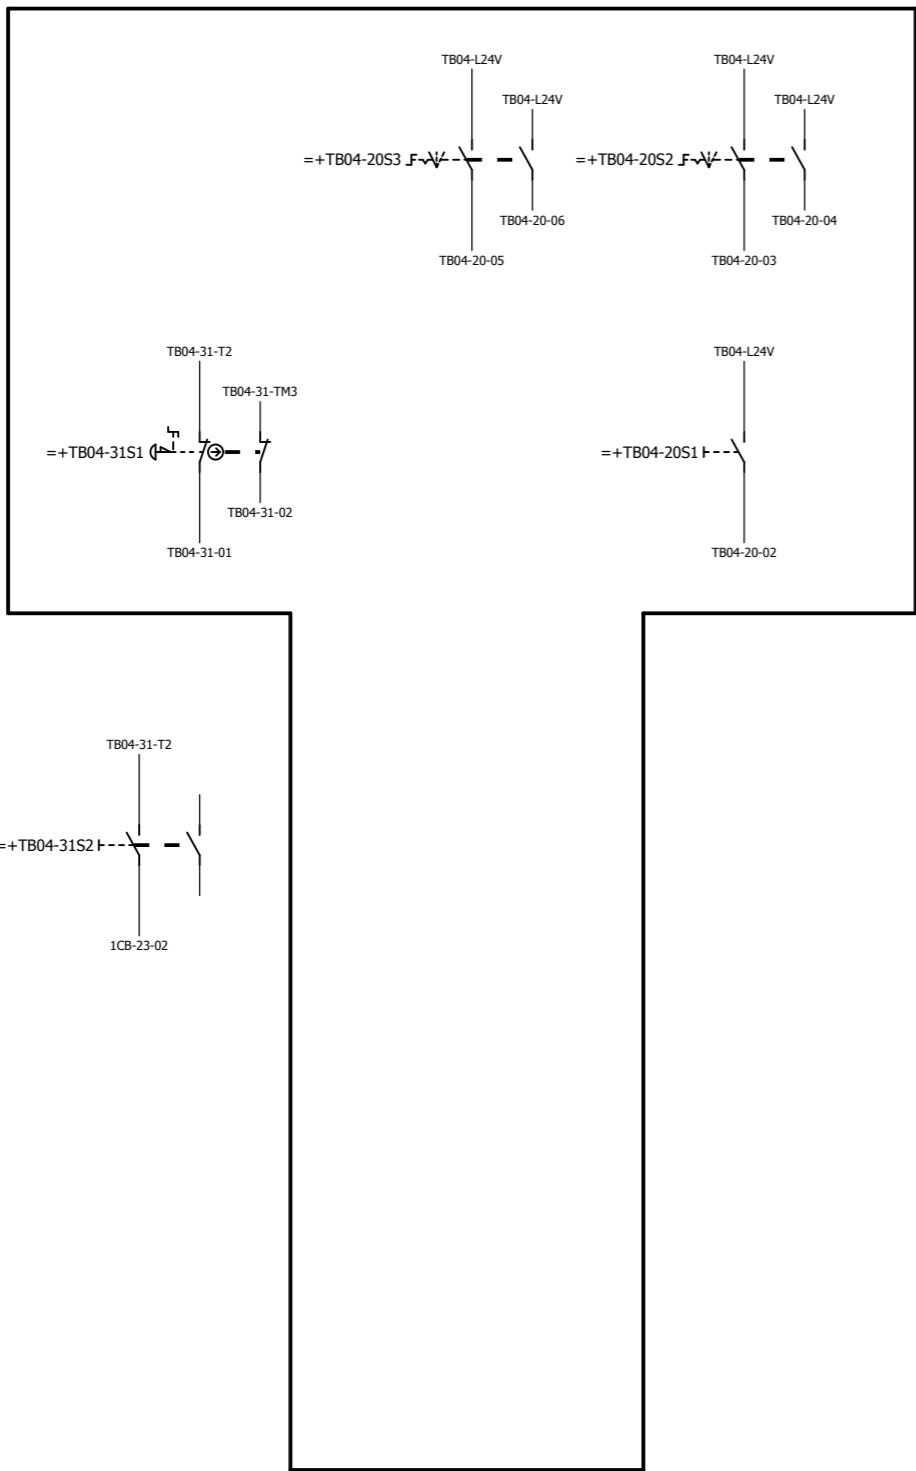 TB04-L24V
TB04-L24V
=+TB04-20S3
TB04-20-06
TB04-20-05
TB04-L24V
TB04-L24V
=+TB04-20S2
TB04-20-04
TB04-20-03
TB04-31-T2
TB04-31-TM3
=+TB04-31S1
TB04-31-02
TB04-31-01
TB04-L24V
=+TB04-20S1
TB04-20-02
TB04-31-T2
=+TB04-31S2
1CB-23-02